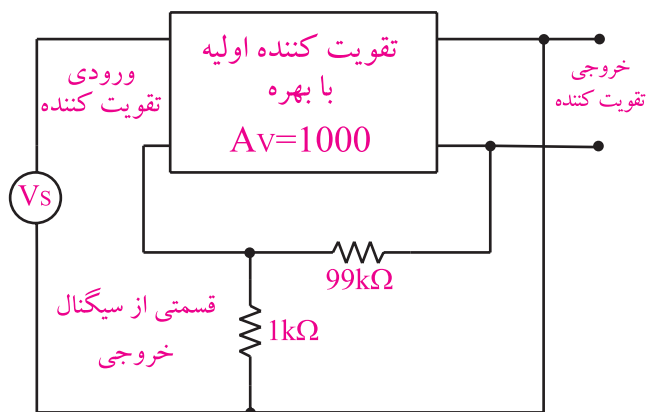 تقویت کننده اولیه
با بهره
Av=1000
ورودی
تقویت کننده
خروجی
تقویت کننده
Vs
99kΩ
1kΩ
قسمتی از سیگنال
خروجی